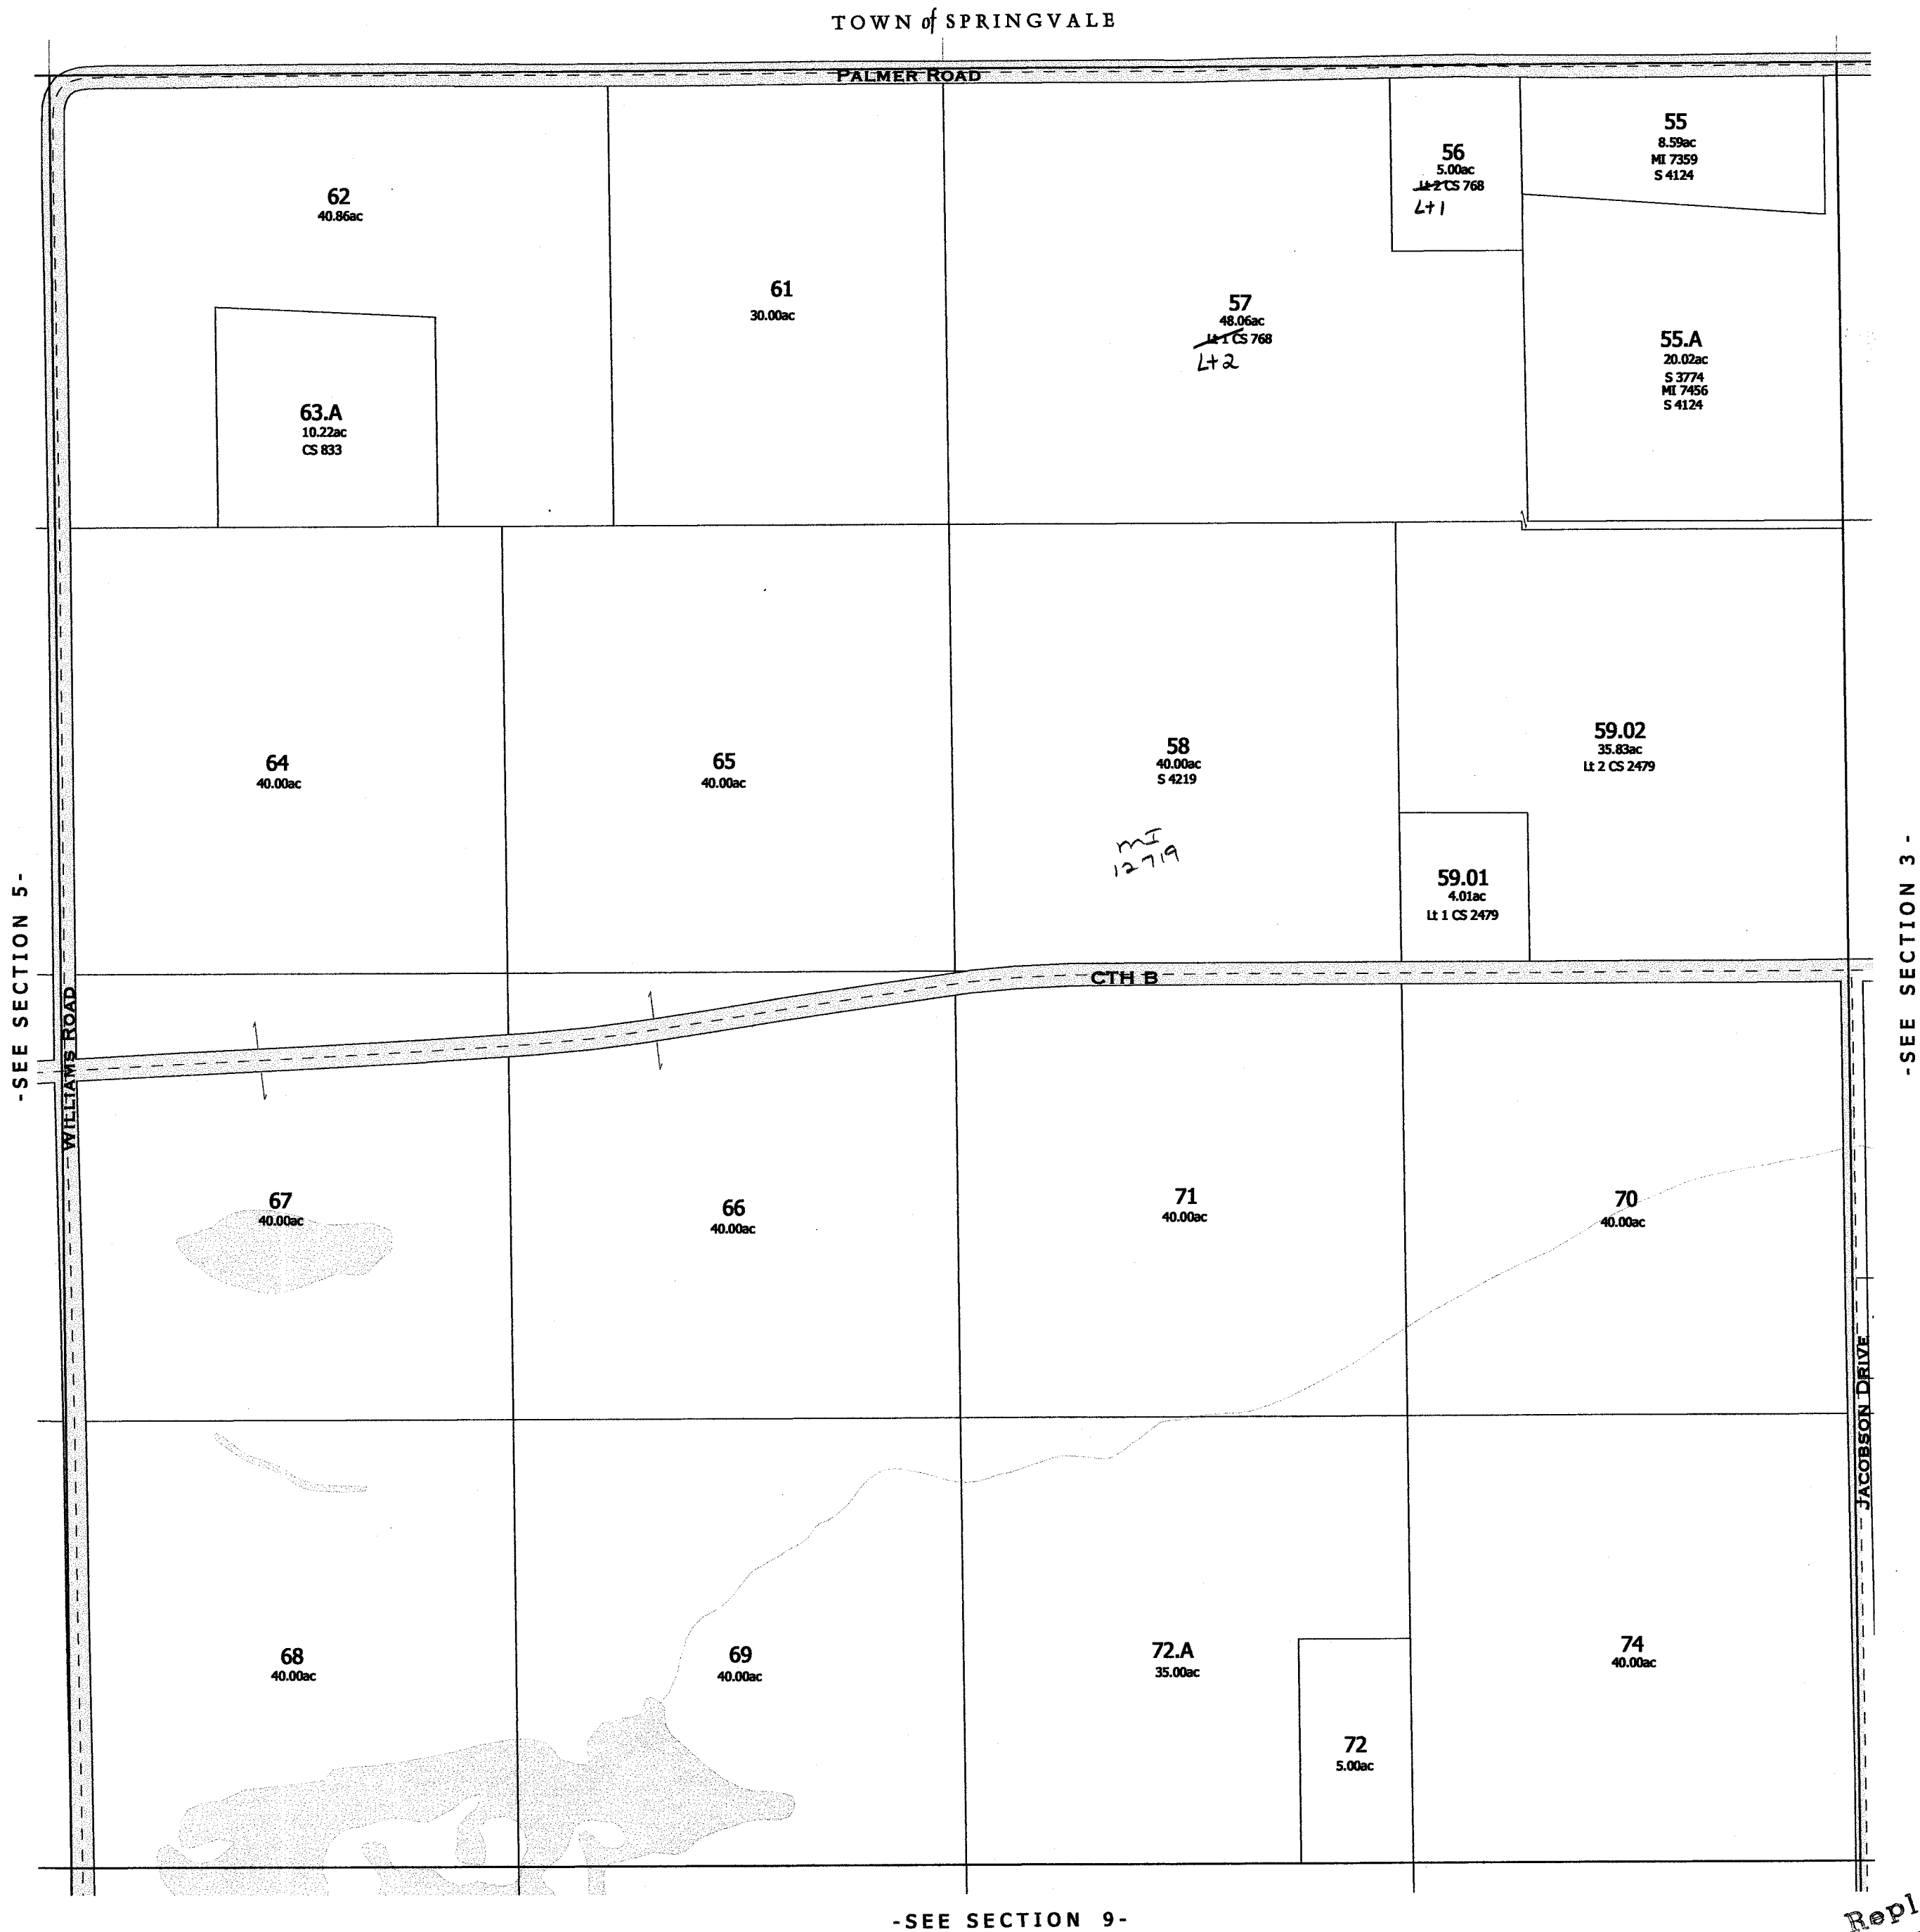 TOWN of SPRINGVALE
PALMER ROAD
55
8.59ac
MI 7359
S 4124
56
5.00ac
Lt 2 CS 768
Lt 1
62
40.86ac
61
30.00ac
57
48.06ac
Lt 1 CS 768
Lt 2
55.A
20.02ac
S 3774
MI 7456
S 4124
63.A
10.22ac
CS 833
64
40.00ac
65
40.00ac
58
40.00ac
S 4219
MI
12719
59.02
35.83ac
Lt 2 CS 2479
59.01
4.01ac
Lt 1 CS 2479
-SEE SECTION 5-
-SEE SECTION 3 -
WILLIAMS ROAD
CTH B
67
40.00ac
66
40.00ac
71
40.00ac
70
40.00ac
JACOBSON DRIVE
68
40.00ac
69
40.00ac
72.A
35.00ac
74
40.00ac
72
5.00ac
-SEE SECTION 9-
Repl